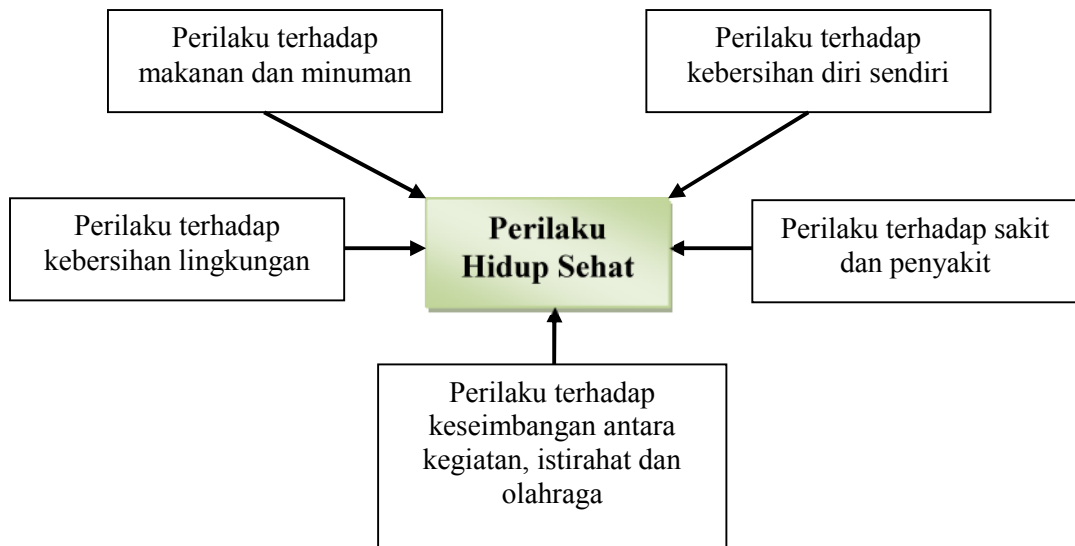 Perilaku terhadap
makanan dan minuman
Perilaku terhadap
kebersihan diri sendiri
Perilaku terhadap
kebersihan lingkungan
Perilaku
Hidup Sehat
Perilaku terhadap sakit
dan penyakit
Perilaku terhadap
keseimbangan antara
kegiatan, istirahat dan
olahraga